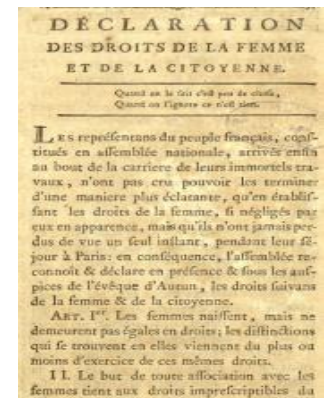 DÉCLARATION
DES DROITS DE LA FEMME
ET DE LA CITOYENNE.
Quand on le sait c'est peu de chose,
Quand on l'ignore ce n'est rien.
LES représentans du peuple français, cons-
titués en assemblée nationale, arrivés enfin
au bout de la carriere de leurs immortels tra-
vaux, n'ont pas cru pouvoir les terminer
d'une maniere plus éclatante, qu'en établis-
sant les droits de la femme, si négligés par
eux en apparence, mais qu'ils n'ont jamais per-
dus de vue un seul instant, pendant leur sé-
jour à Paris: en conséquence, l'assemblée re-
connoît & déclare en présence & sous les aus-
pices de l'évêque d'Autun, les droits suivans
de la femme & de la citoyenne.
ART. Ier. Les femmes naissent, mais ne
demeurent pas égales en droits; les distinctions
qui se trouvent en elles viennent du plus ou
moins d'exercice de ces mêmes droits.
II. Le but de toute association avec les
femmes tient aux droits imprescriptibles du